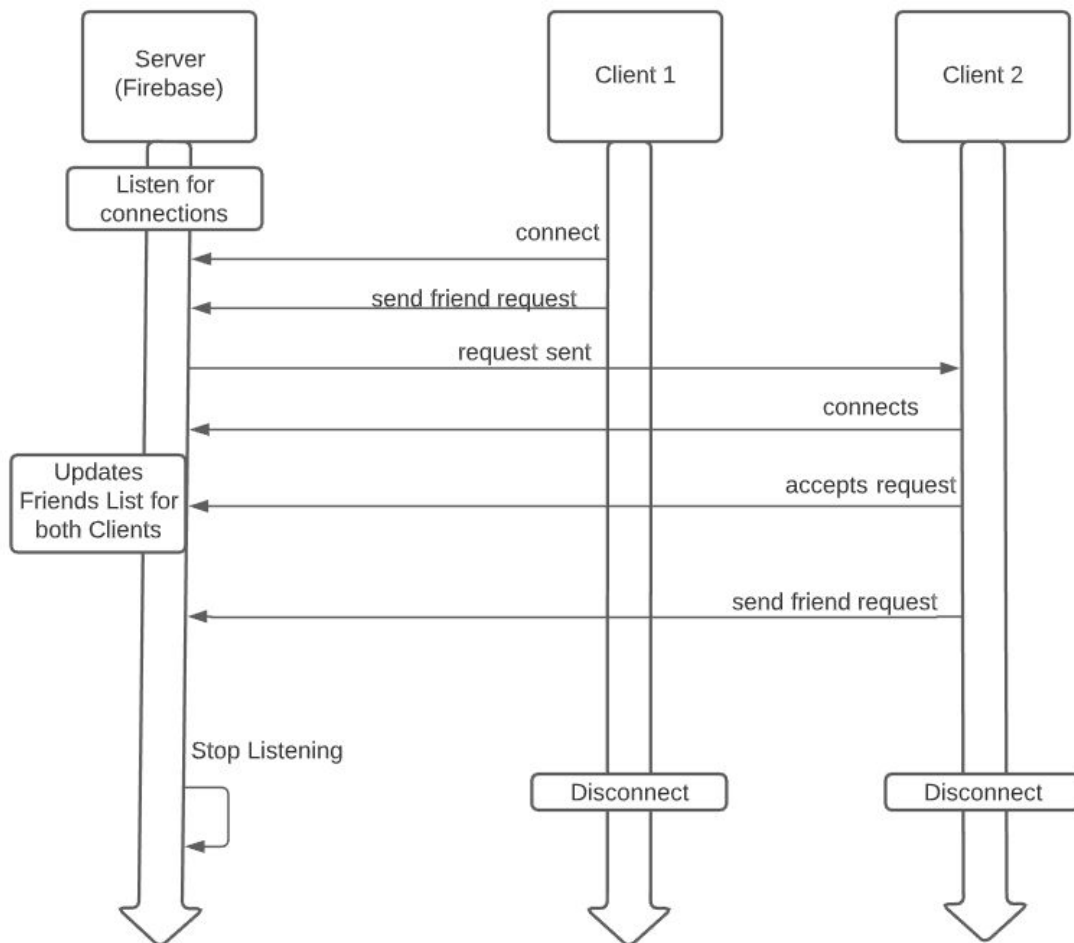 Server
(Firebase)
Client 1
Client 2
Listen for
connections
connect
send friend request
request sent
connects
Updates
Friends List for
both Clients
accepts request
send friend request
Stop Listening
Disconnect
Disconnect